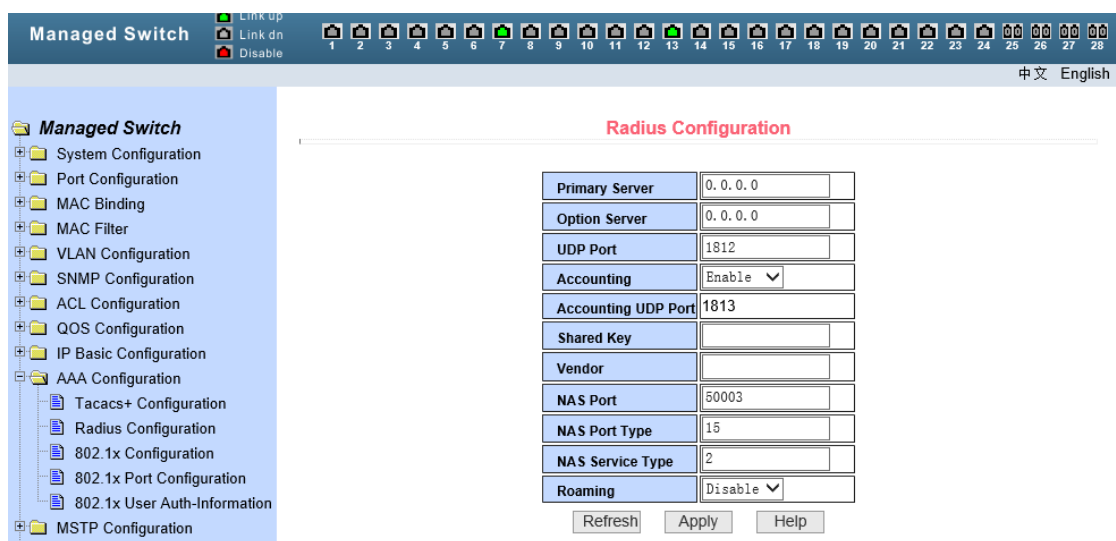 Link up
Managed Switch
Link dn
Disable
1 2 3 4 5 6 7 8 9 10 11 12 13 14 15 16 17 18 19 20 21 22 23 24 25 26 27 28
中文 English
Managed Switch
System Configuration
Port Configuration
MAC Binding
MAC Filter
VLAN Configuration
SNMP Configuration
ACL Configuration
QOS Configuration
IP Basic Configuration
AAA Configuration
Tacacs+ Configuration
Radius Configuration
802.1x Configuration
802.1x Port Configuration
802.1x User Auth-Information
MSTP Configuration
Radius Configuration
Primary Server 0.0.0.0
Option Server 0.0.0.0
UDP Port 1812
Accounting Enable
Accounting UDP Port 1813
Shared Key
Vendor
NAS Port 50003
NAS Port Type 15
NAS Service Type 2
Roaming Disable
Refresh Apply Help